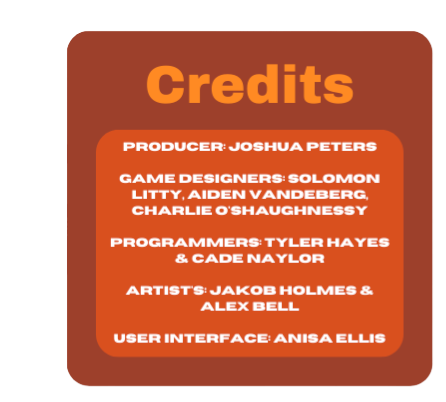 Credits
PRODUCER: JOSHUA PETERS
GAME DESIGNERS: SOLOMON
LITTY, AIDEN VANDEBERG,
CHARLIE O'SHAUGHNESSY
PROGRAMMERS: TYLER HAYES
& CADE NAYLOR
ARTIST'S: JAKOB HOLMES &
ALEX BELL
USER INTERFACE: ANISA ELLIS